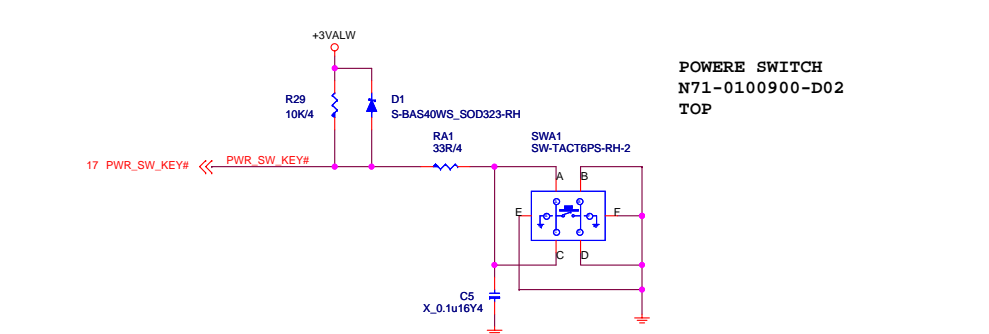 +3VALW
POWERE SWITCH
N71-0100900-D02
TOP
R29
10K/4
D1
S-BAS40WS_SOD323-RH
RA1
33R/4
SWA1
SW-TACT6PS-RH-2
17 PWR_SW_KEY#
PWR_SW_KEY#
A B
E F
C D
C5
X_0.1u16Y4